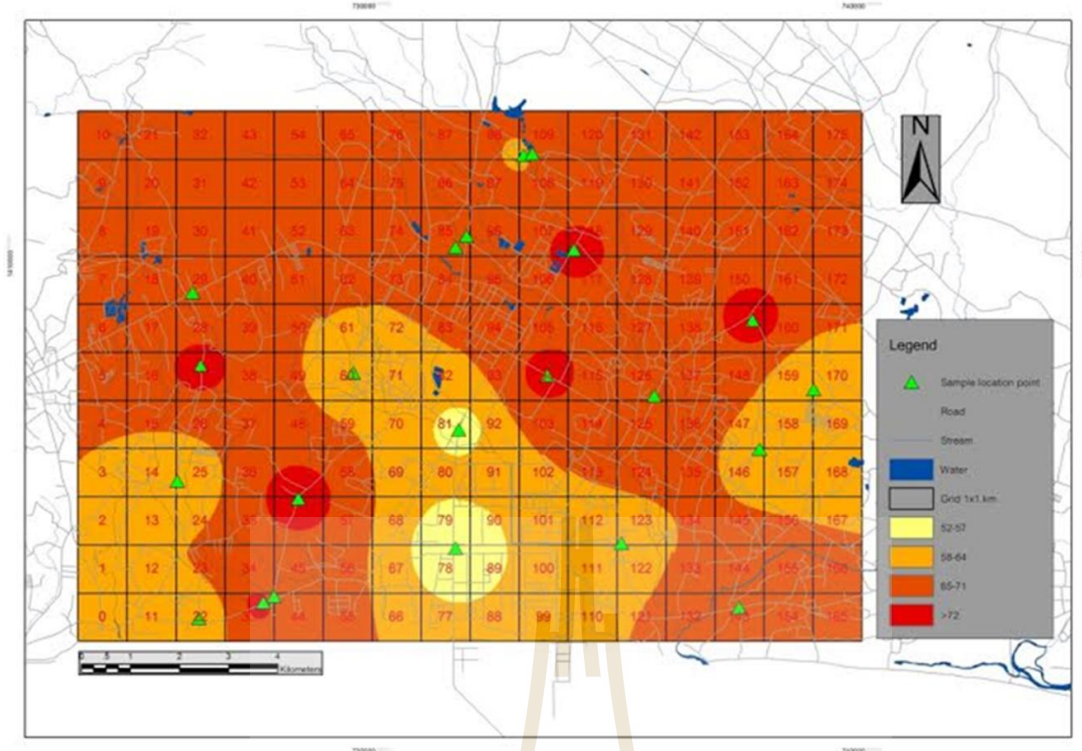 10 21 32 43 54 65 76 87 98 109 120 131 142 153 164 175
9 20 31 42 53 64 75 86 97 108 119 130 141 152 163 174
8 19 30 41 52 63 74 85 96 107 129 140 151 162 173
7 18 29 40 51 62 73 84 95 106 128 139 150 161 172
6 17 28 39 50 61 72 83 94 105 116 127 138 160 171
5 16 38 49 60 71 82 93 115 126 137 159 170
4 15 26 37 48 59 70 81 92 103 114 125 136 147 158 169
3 14 25 36 58 69 80 91 102 113 124 135 146 157 168
2 13 24 35 57 68 79 90 101 112 123 134 145 156 167
1 12 23 34 45 56 67 78 89 100 111 122 133 144 155 166
0 11 22 33 44 55 66 77 88 99 110 121 132 154 165
N
Legend
Sample location point
Road
Stream
Water
Grid 1x1 km.
52-57
58-64
65-71
>72
0 .5 1 2 3 4
Kilometers